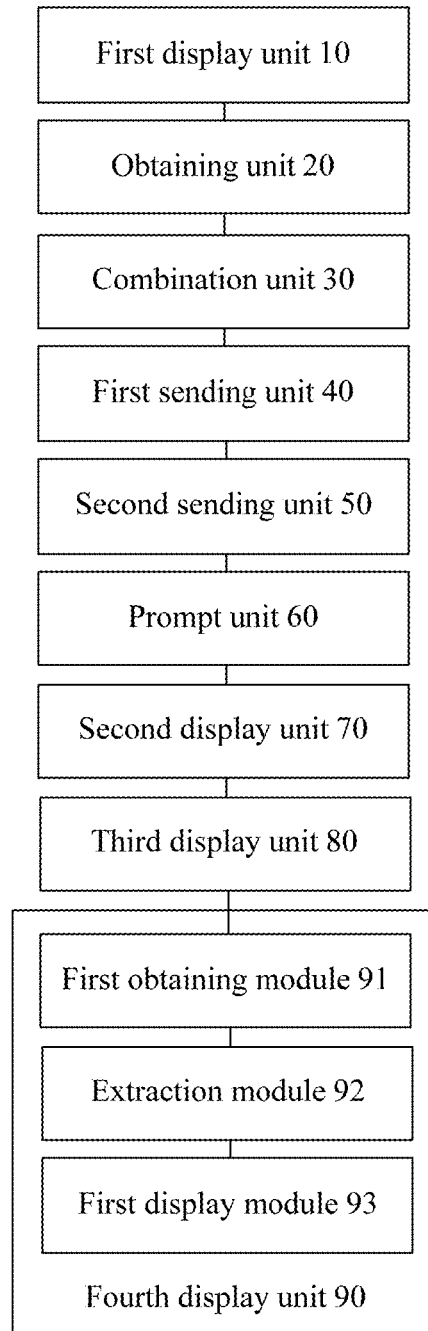 First display unit 10
Obtaining unit 20
Combination unit 30
First sending unit 40
Second sending unit 50
Prompt unit 60
Second display unit 70
Third display unit 80
First obtaining module 91
Extraction module 92
First display module 93
Fourth display unit 90